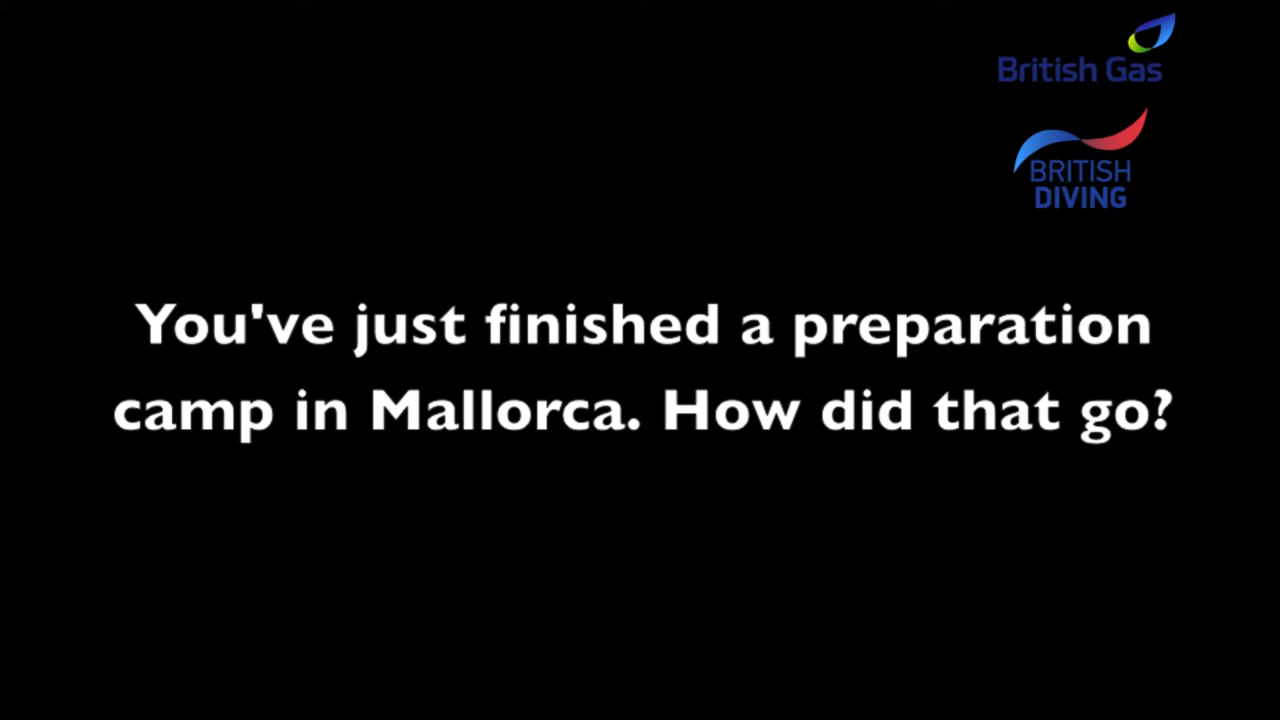 British Gas
BRITISH
DIVING
You've just finished a preparation
camp in Mallorca. How did that go?